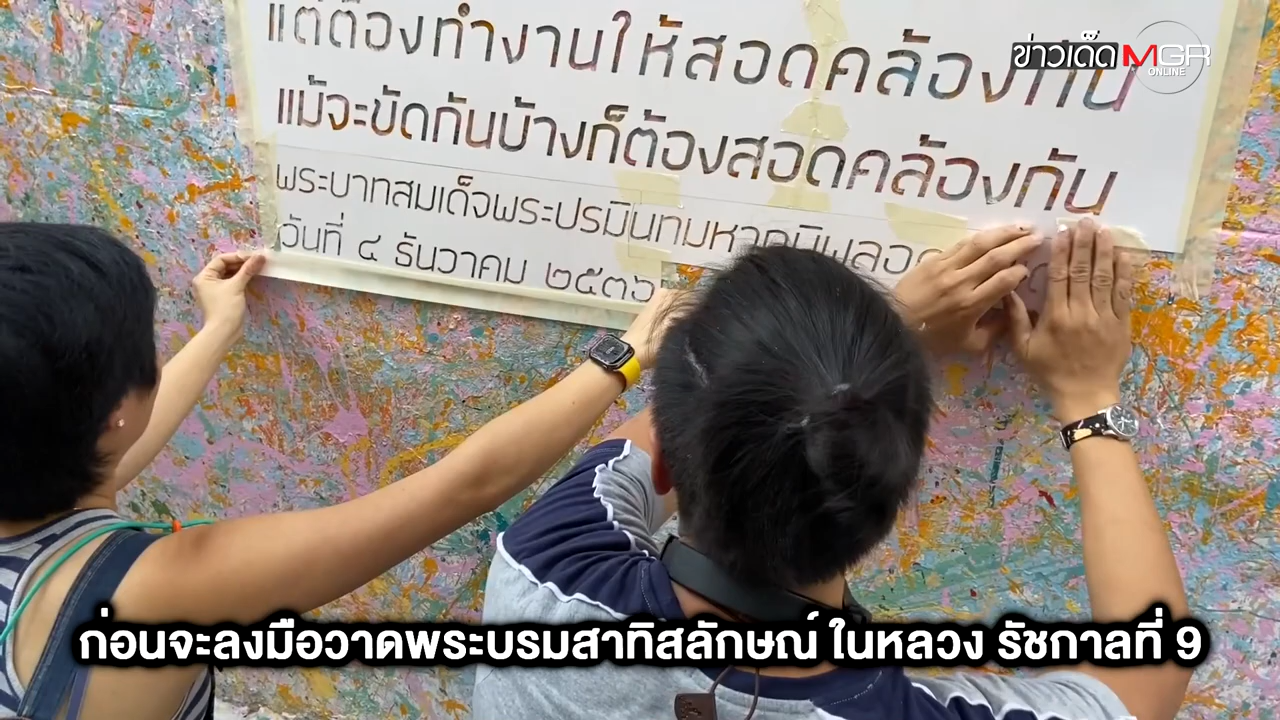 แต่ต้องทำงานให้สอดคล้องกัน
แม้จะขัดกันบ้างก็ต้องสอดคล้องกัน
พระบาทสมเด็จพระปรมินทมหาภูมิพลอด
วันที่ ๔ ธันวาคม ๒๕๓๖
ข่าวเด็ด MGR
ONLINE
ก่อนจะลงมือวาดพระบรมสาทิสลักษณ์ ในหลวง รัชกาลที่ 9